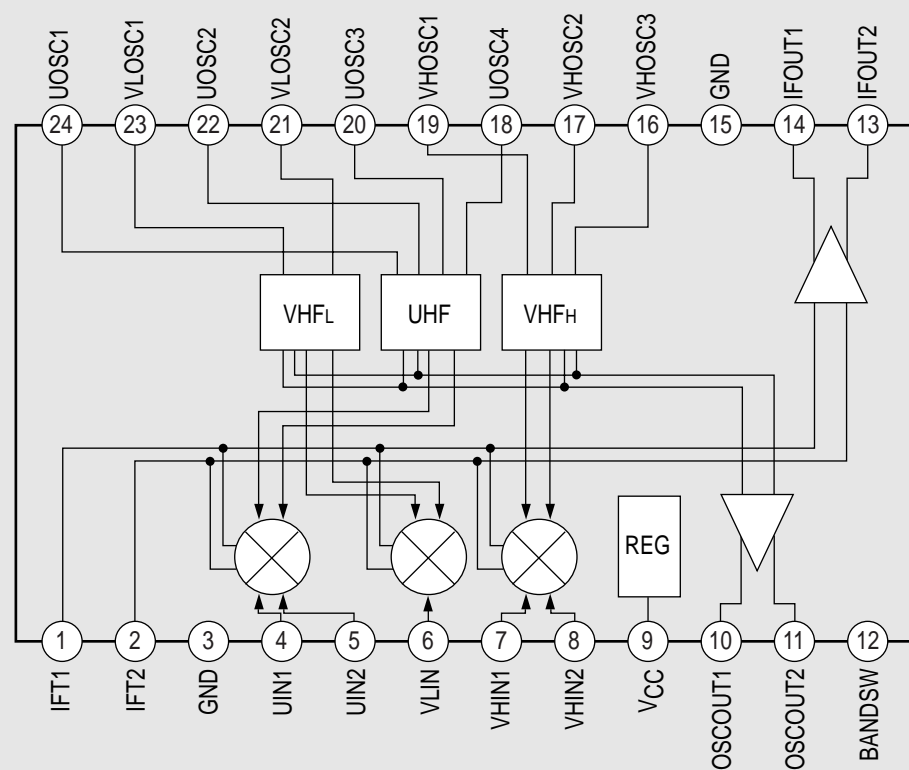 UOSC1
VLOSC1
UOSC2
VLOSC2
UOSC3
VHOSC1
UOSC4
VHOSC2
VHOSC3
GND
IFOUT1
IFOUT2
24
23
22
21
20
19
18
17
16
15
14
13
VHFL
UHF
VHFH
REG
1
2
3
4
5
6
7
8
9
10
11
12
IFT1
IFT2
GND
UIN1
UIN2
VLIN
VHIN1
VHIN2
VCC
OSCOUT1
OSCOUT2
BANDSW